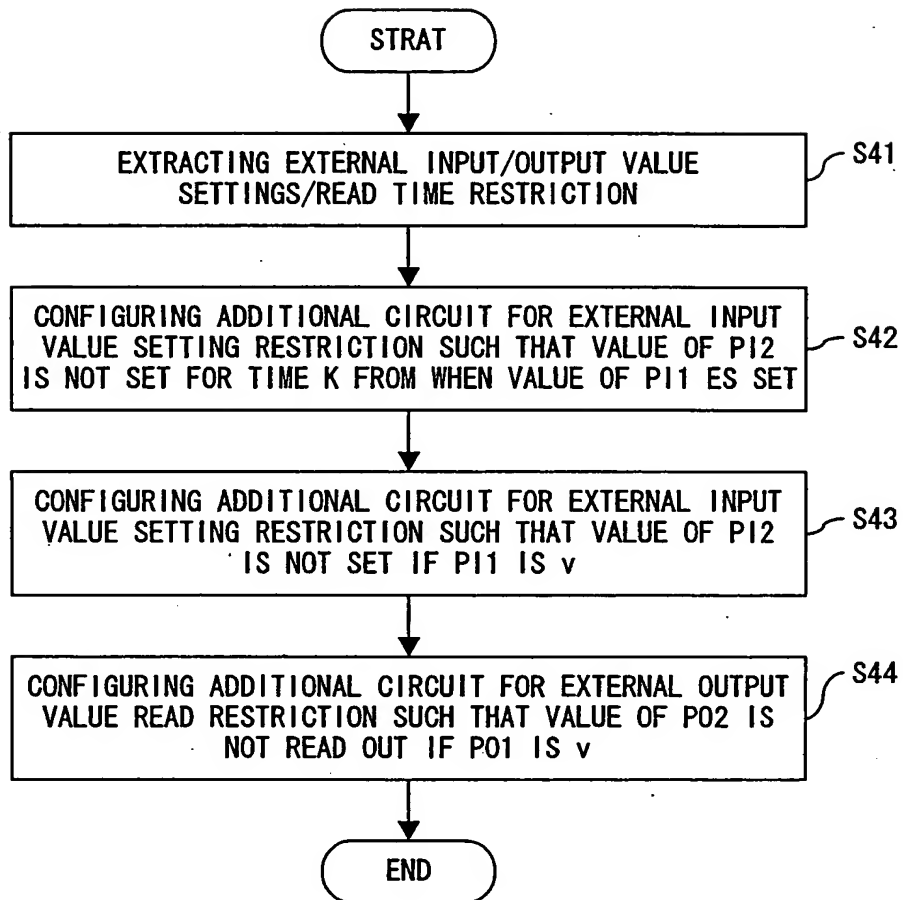 STRAT
EXTRACTING EXTERNAL INPUT/OUTPUT VALUE
SETTINGS/READ TIME RESTRICTION
S41
CONFIGURING ADDITIONAL CIRCUIT FOR EXTERNAL INPUT
VALUE SETTING RESTRICTION SUCH THAT VALUE OF PI2
IS NOT SET FOR TIME K FROM WHEN VALUE OF PI1 ES SET
S42
CONFIGURING ADDITIONAL CIRCUIT FOR EXTERNAL INPUT
VALUE SETTING RESTRICTION SUCH THAT VALUE OF PI2
IS NOT SET IF PI1 IS v
S43
CONFIGURING ADDITIONAL CIRCUIT FOR EXTERNAL OUTPUT
VALUE READ RESTRICTION SUCH THAT VALUE OF PO2 IS
NOT READ OUT IF PO1 IS v
S44
END